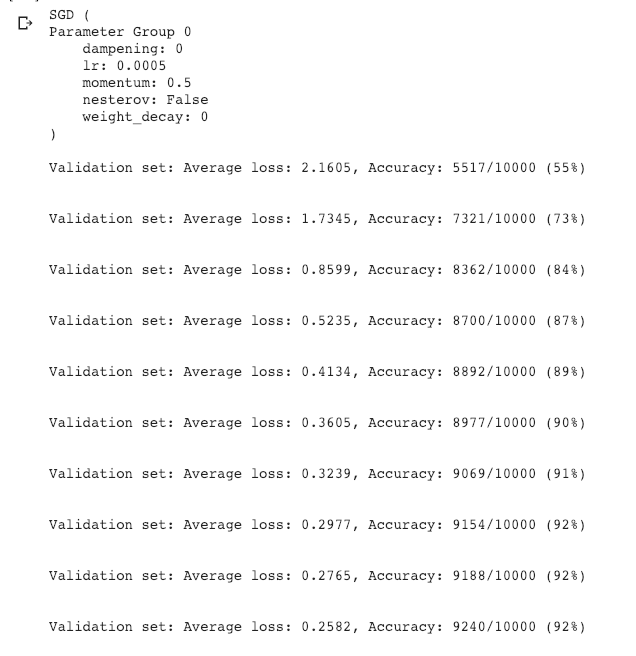 SGD (
Parameter Group 0
    dampening: 0
    lr: 0.0005
    momentum: 0.5
    nesterov: False
    weight_decay: 0
)
Validation set: Average loss: 2.1605, Accuracy: 5517/10000 (55%)
Validation set: Average loss: 1.7345, Accuracy: 7321/10000 (73%)
Validation set: Average loss: 0.8599, Accuracy: 8362/10000 (84%)
Validation set: Average loss: 0.5235, Accuracy: 8700/10000 (87%)
Validation set: Average loss: 0.4134, Accuracy: 8892/10000 (89%)
Validation set: Average loss: 0.3605, Accuracy: 8977/10000 (90%)
Validation set: Average loss: 0.3239, Accuracy: 9069/10000 (91%)
Validation set: Average loss: 0.2977, Accuracy: 9154/10000 (92%)
Validation set: Average loss: 0.2765, Accuracy: 9188/10000 (92%)
Validation set: Average loss: 0.2582, Accuracy: 9240/10000 (92%)